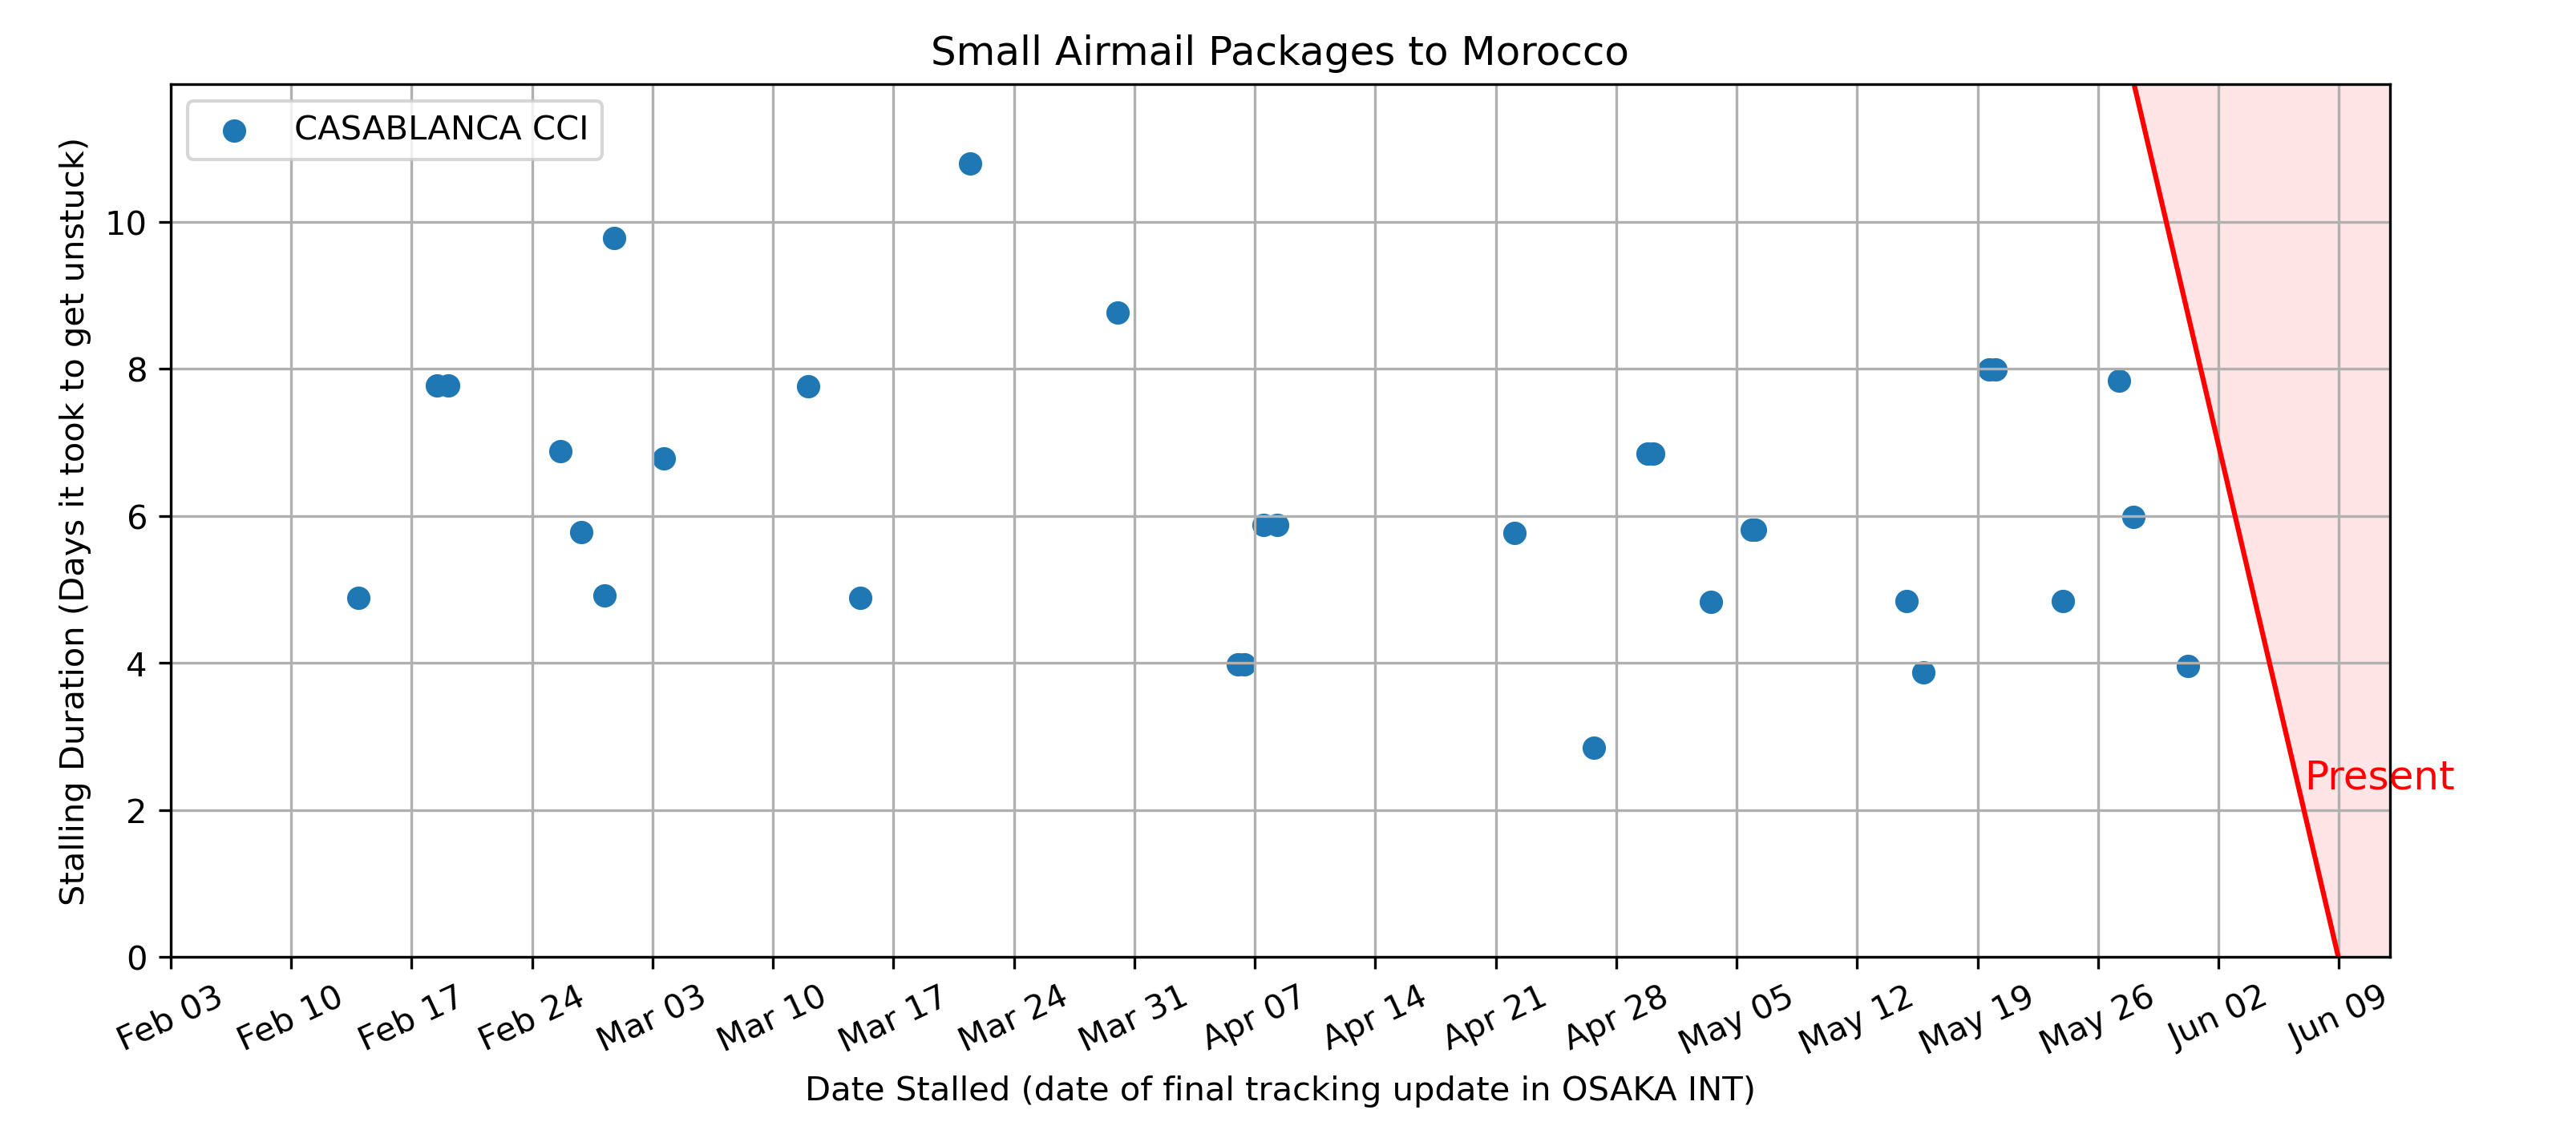 Small Airmail Packages to Morocco
CASABLANCA CCI
Stalling Duration (Days it took to get unstuck)
10
8
6
4
2
0
Present
Feb 03 Feb 10 Feb 17 Feb 24 Mar 03 Mar 10 Mar 17 Mar 24 Mar 31 Apr 07 Apr 14 Apr 21 Apr 28 May 05 May 12 May 19 May 26 Jun 02 Jun 09
Date Stalled (date of final tracking update in OSAKA INT)